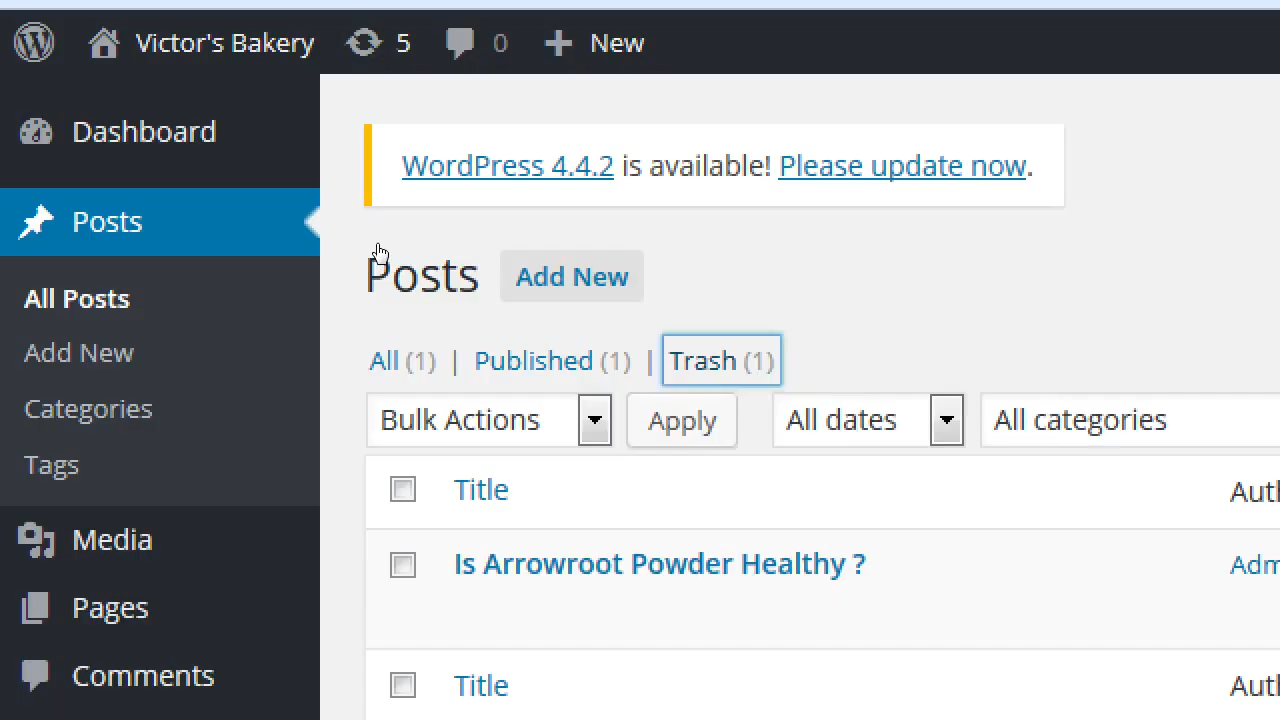 Victor's Bakery 5 0 New
Dashboard
WordPress 4.4.2 is available! Please update now.
Posts
Posts Add New
All Posts
Add New
Categories
Tags
Media
Pages
Comments
All (1) | Published (1) | Trash (1)
Bulk Actions Apply All dates All categories
Title Auth
Is Arrowroot Powder Healthy ? Adm
Title Auth